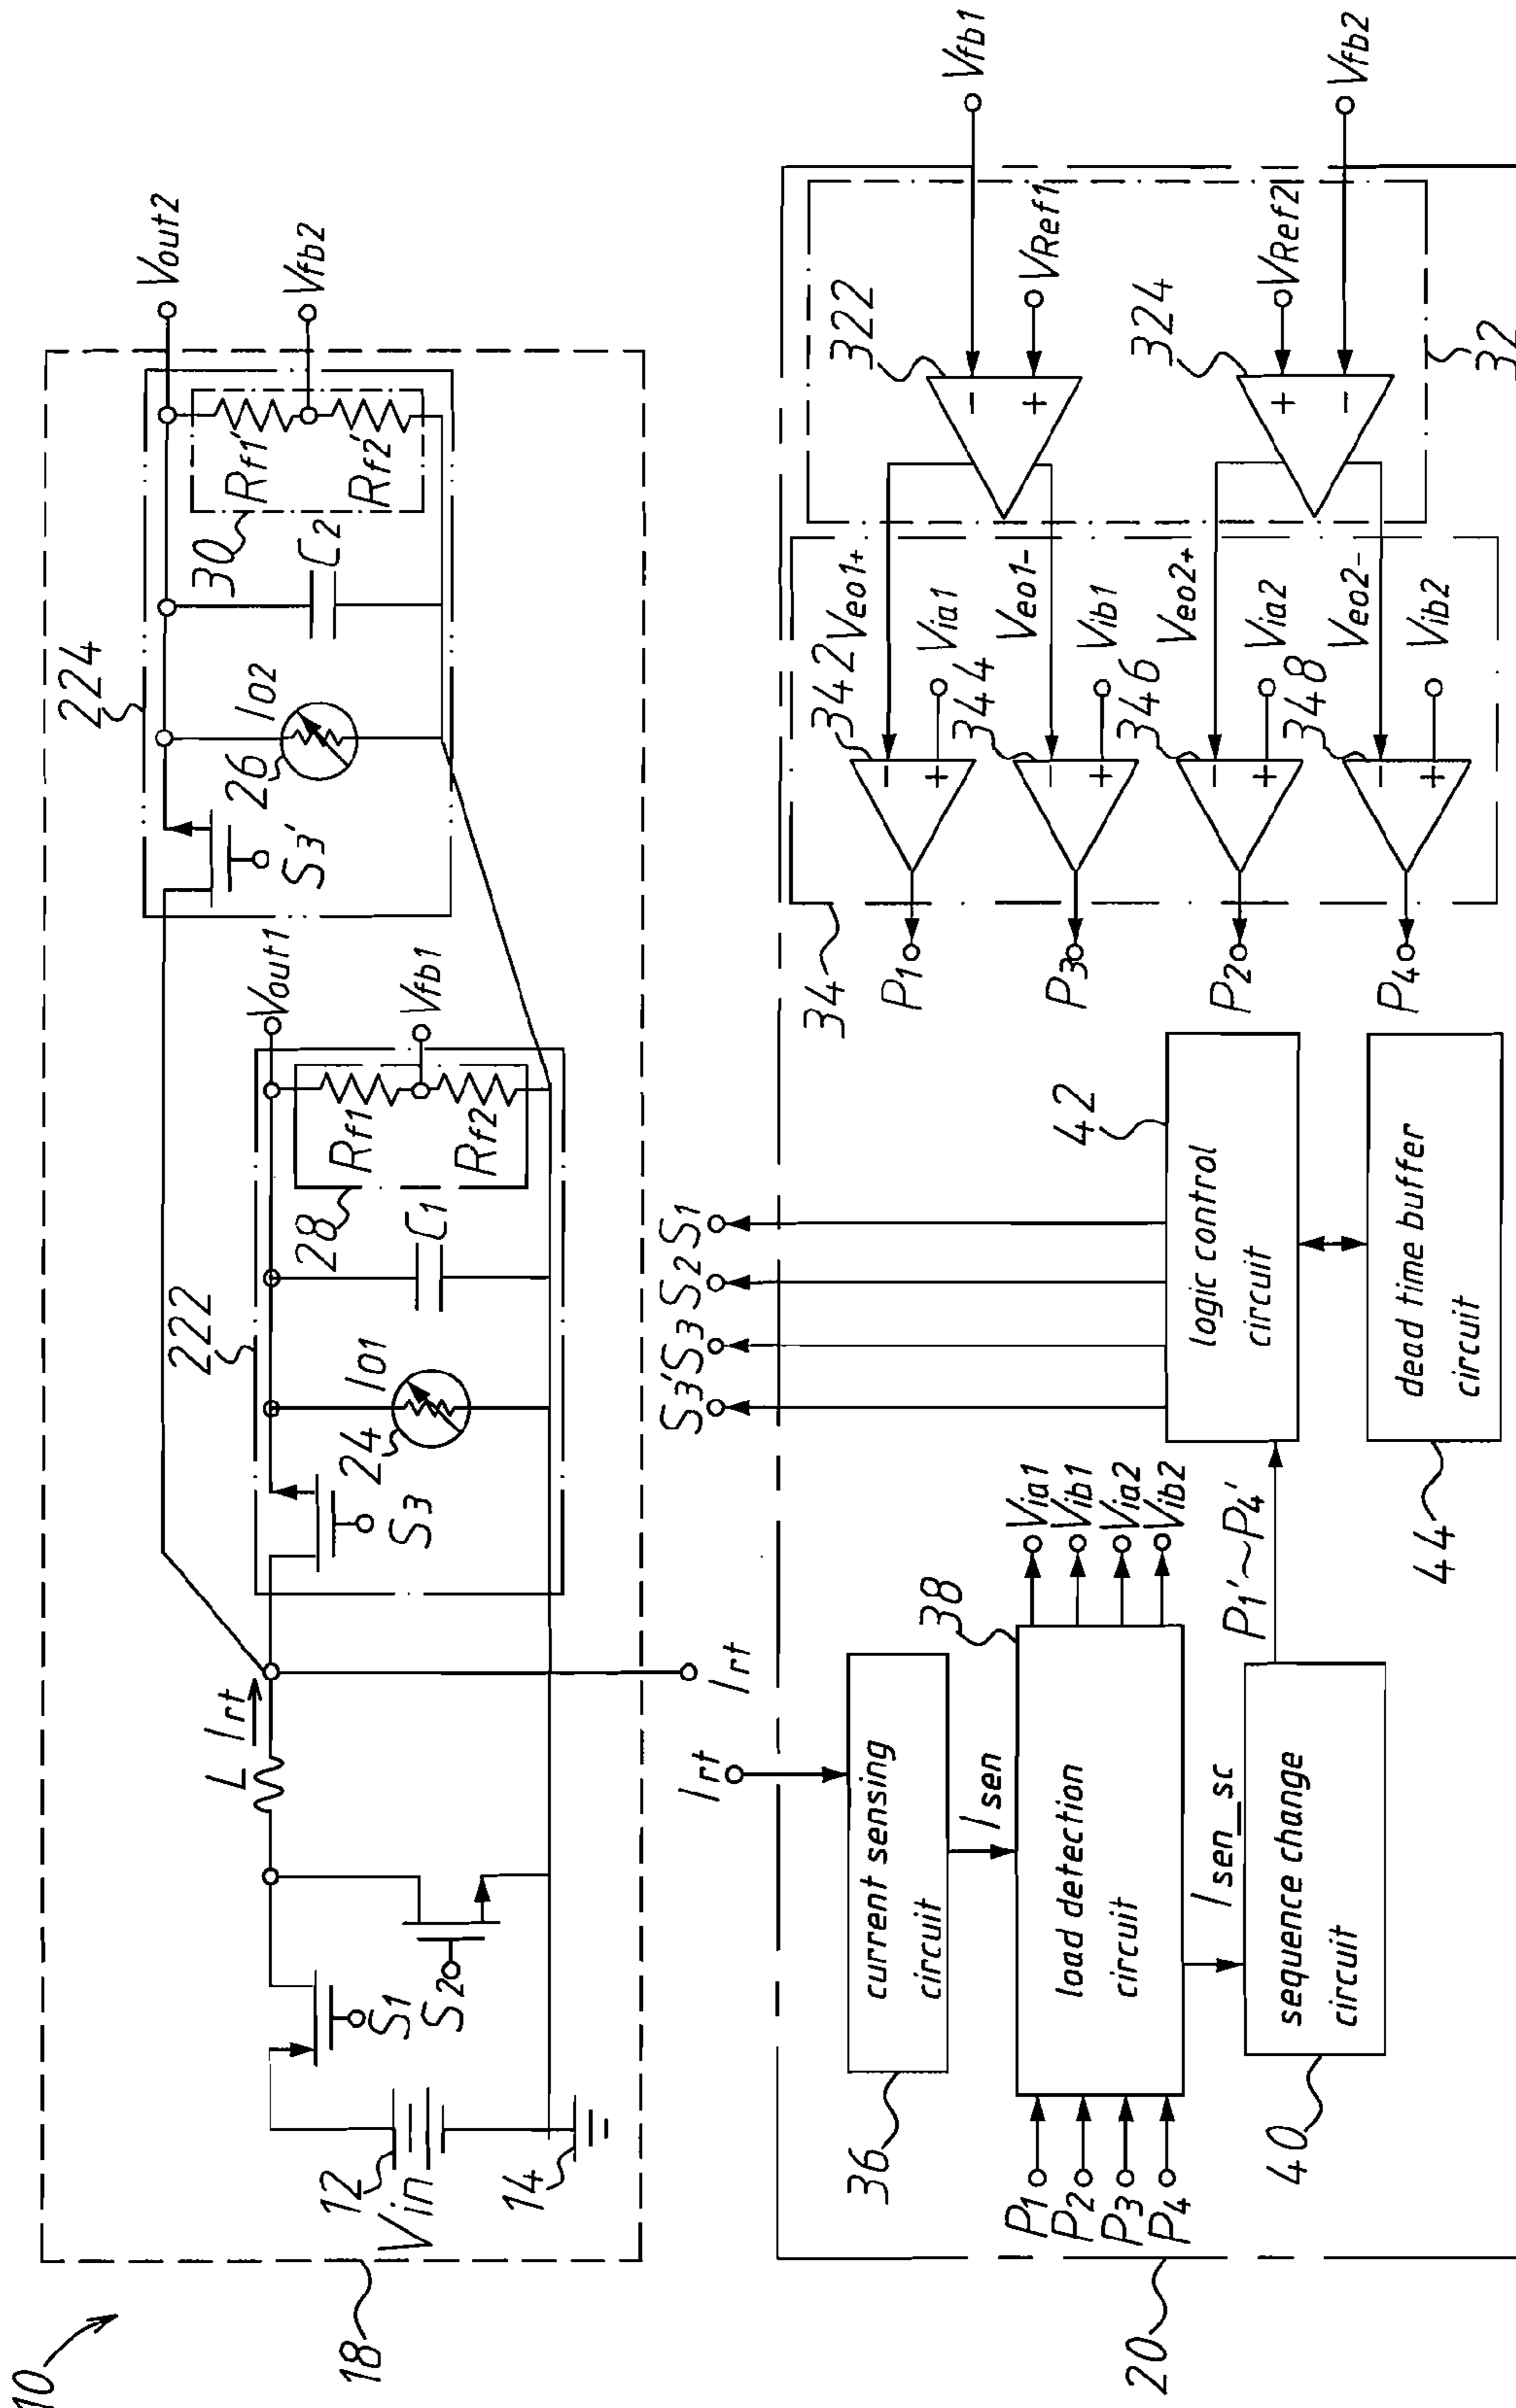 10
18
Vin
12
14
S1
S2
L
Irt
Irt
222
S3
24
IO1
C1
28
Rf1
Rf2
Vout1
Vfb1
224
S3'
26
IO2
C2
30
Rf1'
Rf2'
Vout2
Vfb2
20
Irt
36
current sensing
circuit
Isen
P1
P2
P3
P4
38
load detection
circuit
Via1
Vib1
Via2
Vib2
Isen_sc
40
sequence change
circuit
P1'~P4'
S3'
S3
S2
S1
42
logic control
circuit
44
dead time buffer
circuit
34
P1
P3
P2
P4
342
-
+
344
-
+
346
-
+
348
-
+
Veo1+
Via1
Veo1-
Vib1
Veo2+
Via2
Veo2-
Vib2
322
-
+
324
+
-
VRef1
VRef2
32
Vfb1
Vfb2